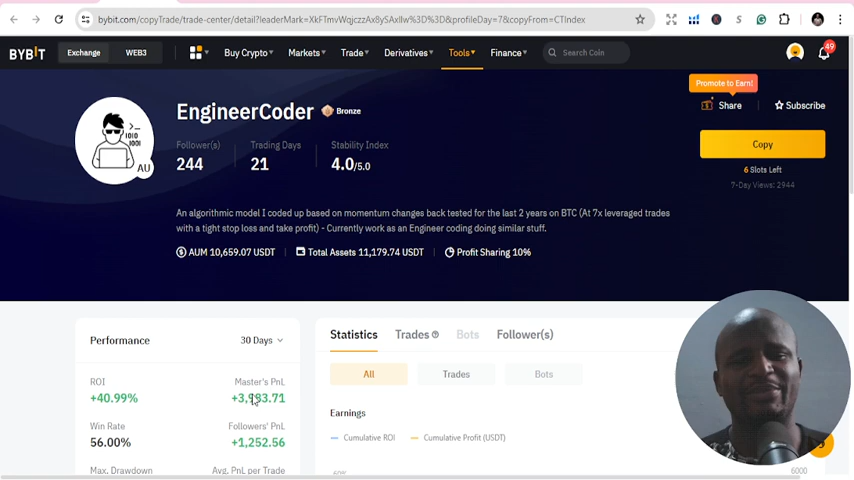 bybit.com/copyTrade/trade-center/detail?leaderMark=XkFTmvWqjczzAx8ySAxIIw%3D%3D&profileDay=7&copyFrom=CTIndex
BYBIT Exchange WEB3 Buy Crypto Markets Trade Derivatives Tools Finance Search Coin 49
Promote to Earn!
EngineerCoder Bronze Share Subscribe
Follower(s) Trading Days Stability Index Copy
244 21 4.0/5.0
AU
6 Slots Left
7-Day Views: 2944
An algorithmic model I coded up based on momentum changes back tested for the last 2 years on BTC (At 7x leveraged trades
with a tight stop loss and take profit) - Currently work as an Engineer coding doing similar stuff.
AUM 10,659.07 USDT Total Assets 11,179.74 USDT Profit Sharing 10%
Performance 30 Days
Statistics Trades Bots Follower(s)
All Trades Bots
ROI Master's PnL
+40.99%
Win Rate Followers' PnL
56.00% +1,252.56
Max. Drawdown Avg. PnL per Trade
Earnings
Cumulative ROI Cumulative Profit (USDT)
60%
6000